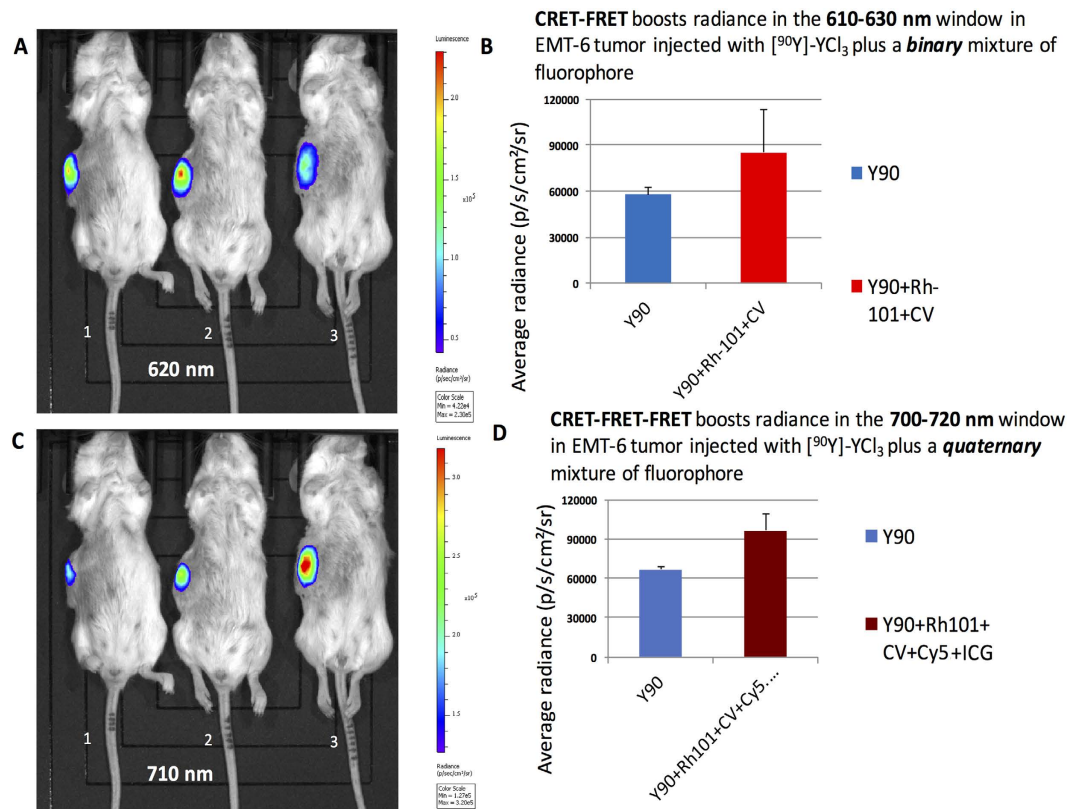 A
Luminescence
2.0
1.5
×10⁵
1.0
0.5
Radiance
(p/sec/cm²/sr)
Color Scale
Min = 4.22e4
Max = 2.30e5
1
2
3
620 nm
B
CRET-FRET boosts radiance in the 610-630 nm window in
EMT-6 tumor injected with [⁹⁰Y]-YCl₃ plus a binary mixture of
fluorophore
Average radiance (p/s/cm²/sr)
120000
90000
60000
30000
0
Y90
Y90+Rh-101+CV
Y90
Y90+Rh-
101+CV
C
Luminescence
3.0
2.5
×10⁵
2.0
1.5
Radiance
(p/sec/cm²/sr)
Color Scale
Min = 1.27e5
Max = 3.20e5
1
2
3
710 nm
D
CRET-FRET-FRET boosts radiance in the 700-720 nm window
in EMT-6 tumor injected with [⁹⁰Y]-YCl₃ plus a quaternary
mixture of fluorophore
Average radiance (p/s/cm²/sr)
120000
90000
60000
30000
0
Y90
Y90+Rh101+CV+Cy5....
Y90
Y90+Rh101+
CV+Cy5+ICG